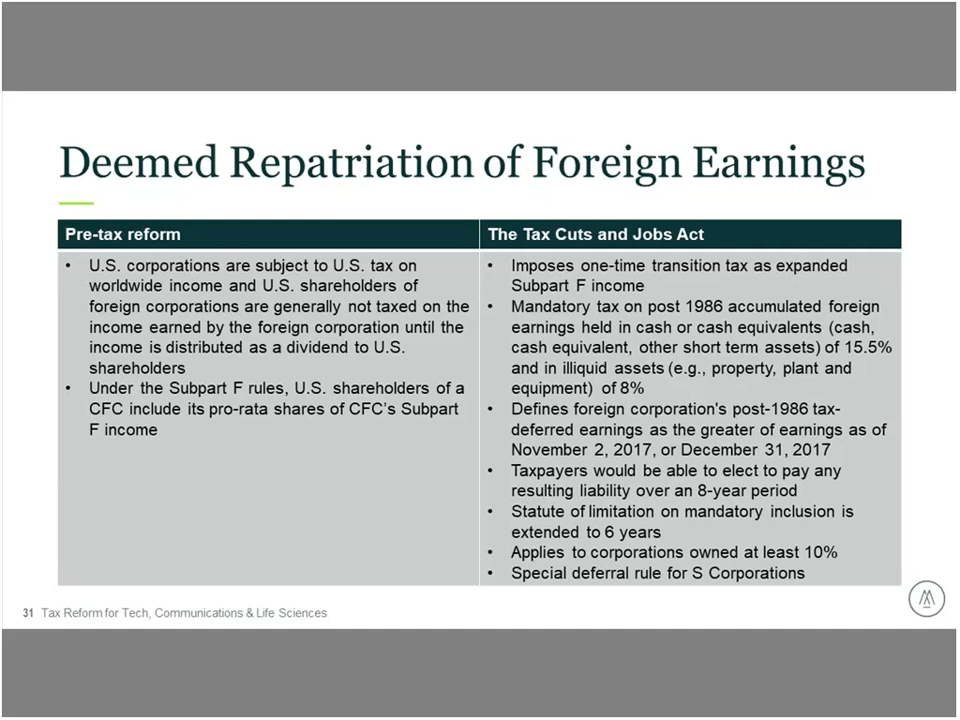 Deemed Repatriation of Foreign Earnings
Pre-tax reform
• U.S. corporations are subject to U.S. tax on
worldwide income and U.S. shareholders of
foreign corporations are generally not taxed on the
income earned by the foreign corporation until the
income is distributed as a dividend to U.S.
shareholders
• Under the Subpart F rules, U.S. shareholders of a
CFC include its pro-rata shares of CFC's Subpart
F income
The Tax Cuts and Jobs Act
• Imposes one-time transition tax as expanded
Subpart F income
• Mandatory tax on post 1986 accumulated foreign
earnings held in cash or cash equivalents (cash,
cash equivalent, other short term assets) of 15.5%
and in illiquid assets (e.g., property, plant and
equipment) of 8%
• Defines foreign corporation's post-1986 tax-
deferred earnings as the greater of earnings as of
November 2, 2017, or December 31, 2017
• Taxpayers would be able to elect to pay any
resulting liability over an 8-year period
• Statute of limitation on mandatory inclusion is
extended to 6 years
• Applies to corporations owned at least 10%
• Special deferral rule for S Corporations
31 Tax Reform for Tech, Communications & Life Sciences